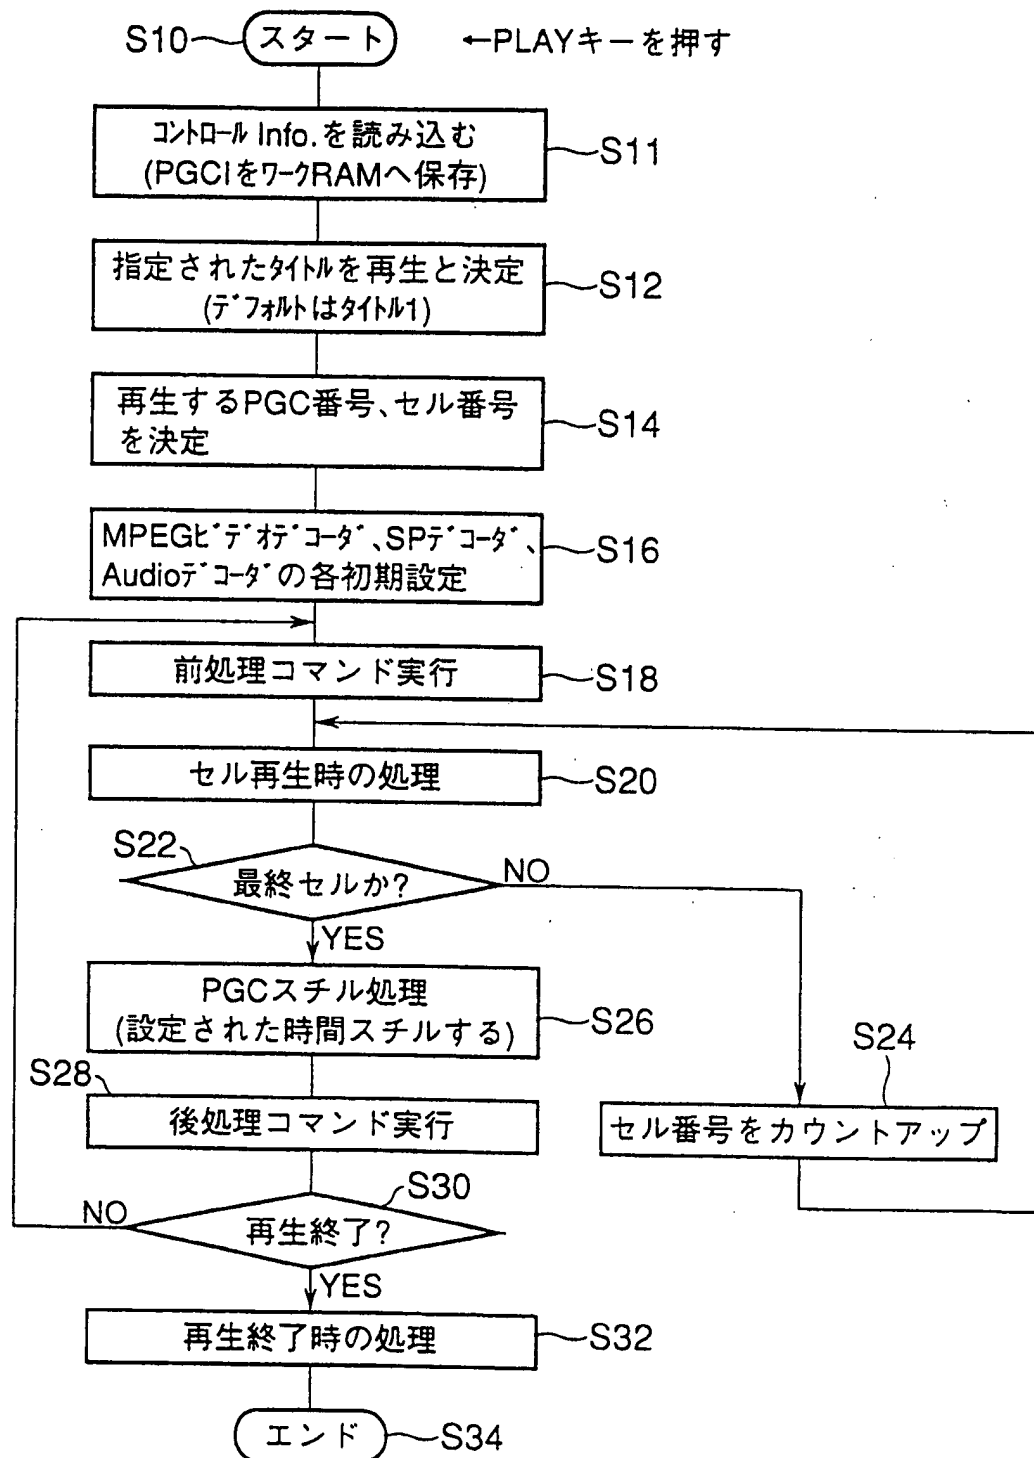 S10
スタート
←PLAYキーを押す
コントロール Info.を読み込む
(PGCIをワークRAMへ保存)
S11
指定されたタイトルを再生と決定
(デフォルトはタイトル1)
S12
再生するPGC番号、セル番号
を決定
S14
MPEGビデオデコーダ、SPデコーダ、
Audioデコーダの各初期設定
S16
前処理コマンド実行
S18
セル再生時の処理
S20
S22
最終セルか?
NO
YES
PGCスチル処理
(設定された時間スチルする)
S26
S24
セル番号をカウントアップ
S28
後処理コマンド実行
S30
NO
再生終了?
YES
再生終了時の処理
S32
エンド
S34